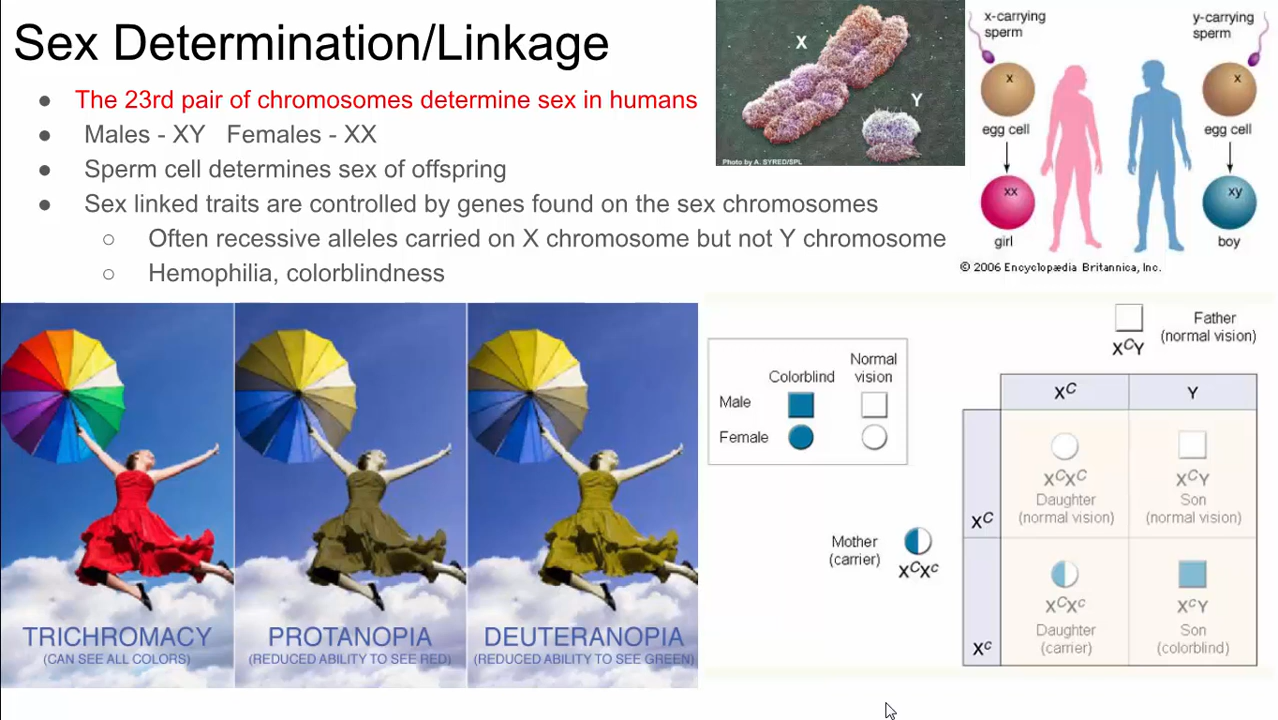 Sex Determination/Linkage
● The 23rd pair of chromosomes determine sex in humans
● Males - XY Females - XX
● Sperm cell determines sex of offspring
● Sex linked traits are controlled by genes found on the sex chromosomes
○ Often recessive alleles carried on X chromosome but not Y chromosome
○ Hemophilia, colorblindness
X
Y
Photo by A. SYRED/SPL
x-carrying
sperm
x
egg cell
xx
girl
y-carrying
sperm
x
egg cell
xy
boy
© 2006 Encyclopædia Britannica, Inc.
TRICHROMACY
(CAN SEE ALL COLORS)
PROTANOPIA
(REDUCED ABILITY TO SEE RED)
DEUTERANOPIA
(REDUCED ABILITY TO SEE GREEN)
Colorblind
Normal
vision
Male
Female
Father
(normal vision)
XCY
XC
Y
Mother
(carrier)
XCXc
XC
XCXC
Daughter
(normal vision)
XCY
Son
(normal vision)
Xc
XCXc
Daughter
(carrier)
XcY
Son
(colorblind)